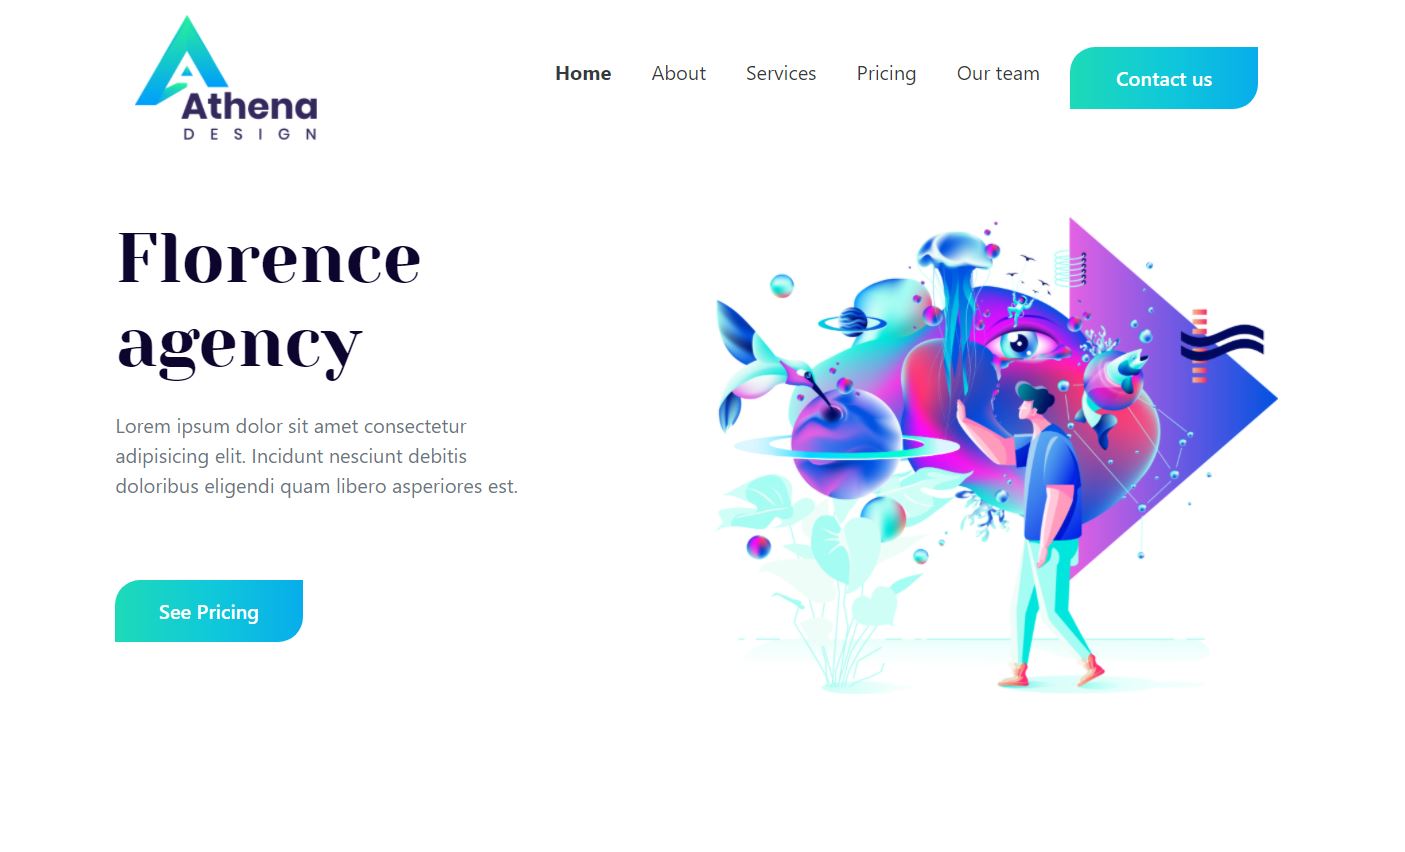 Athena
DESIGN
Home About Services Pricing Our team Contact us
Florence
agency
Lorem ipsum dolor sit amet consectetur
adipisicing elit. Incidunt nesciunt debitis
doloribus eligendi quam libero asperiores est.
See Pricing